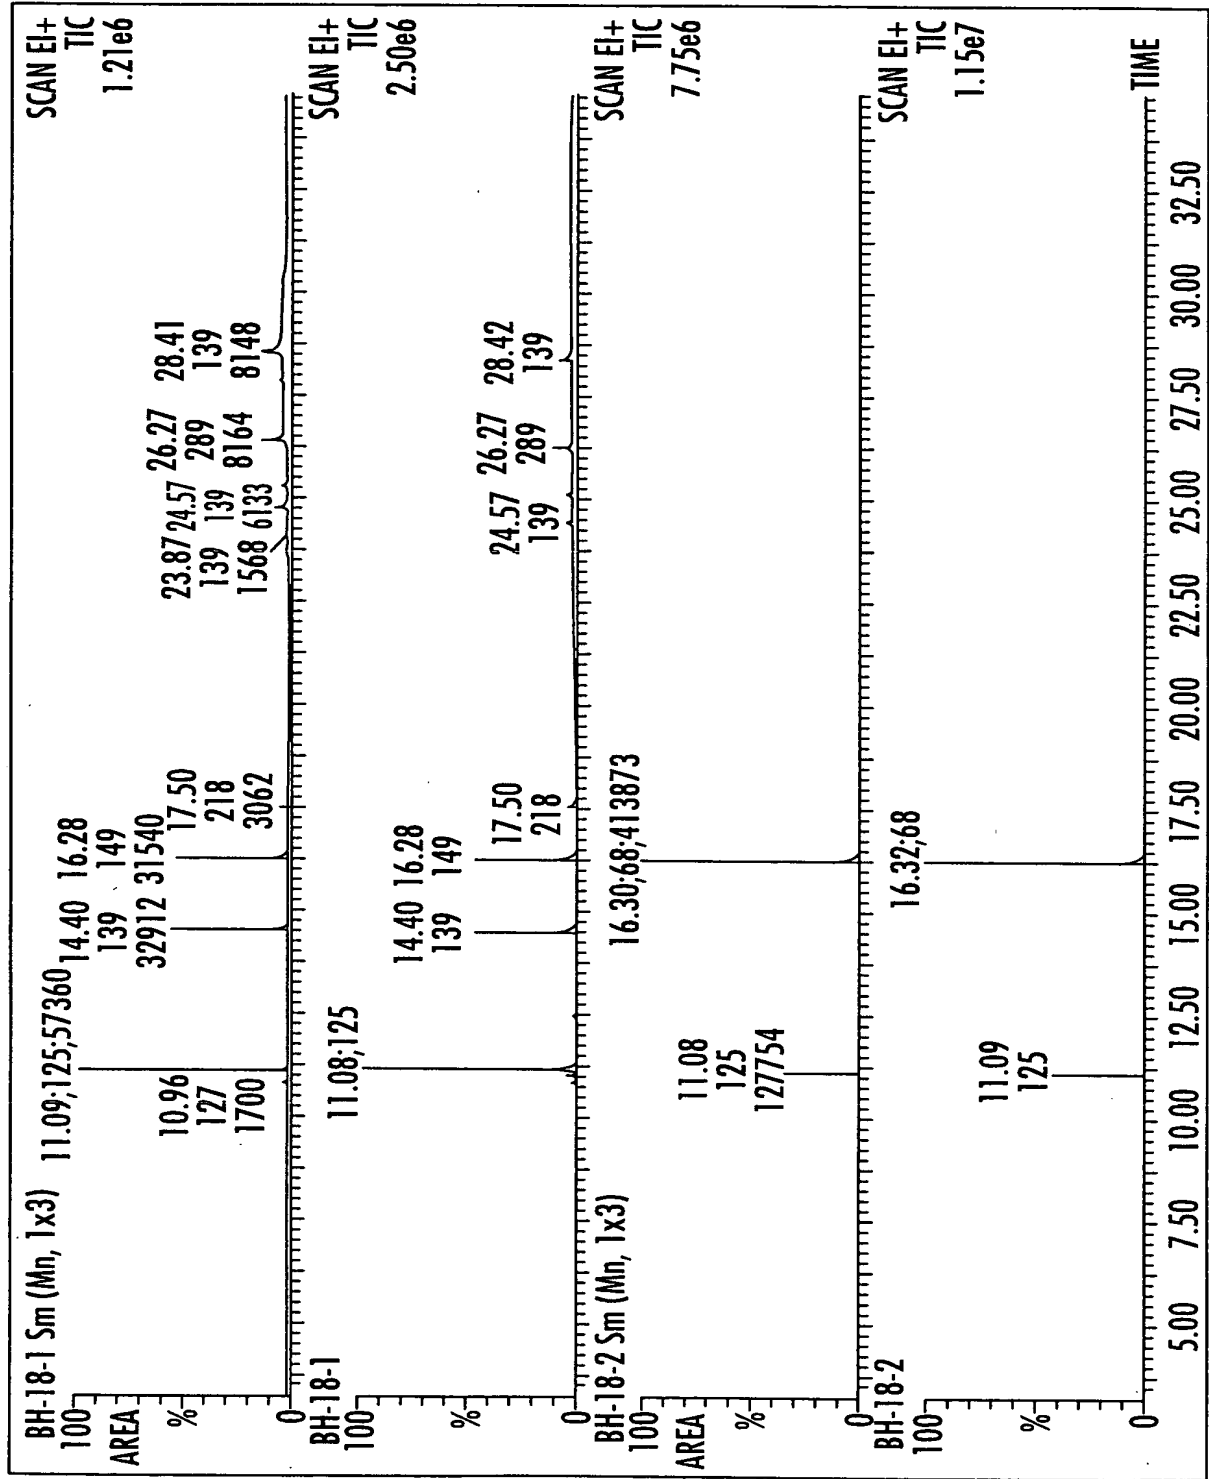 BH-18-1 Sm (Mn, 1x3)
SCAN EI+
TIC
1.21e6
100
AREA
%
0
11.09;125;57360
10.96
127
1700
14.40
139
32912
16.28
149
31540
17.50
218
3062
23.87
139
1568
24.57
139
6133
26.27
289
8164
28.41
139
8148
BH-18-1
SCAN EI+
TIC
2.50e6
100
%
0
11.08;125
14.40
139
16.28
149
17.50
218
24.57
139
26.27
289
28.42
139
BH-18-2 Sm (Mn, 1x3)
SCAN EI+
TIC
7.75e6
100
AREA
%
0
11.08
125
127754
16.30;68;413873
BH-18-2
SCAN EI+
TIC
1.15e7
100
%
0
11.09
125
16.32;68
5.00 7.50 10.00 12.50 15.00 17.50 20.00 22.50 25.00 27.50 30.00 32.50
TIME